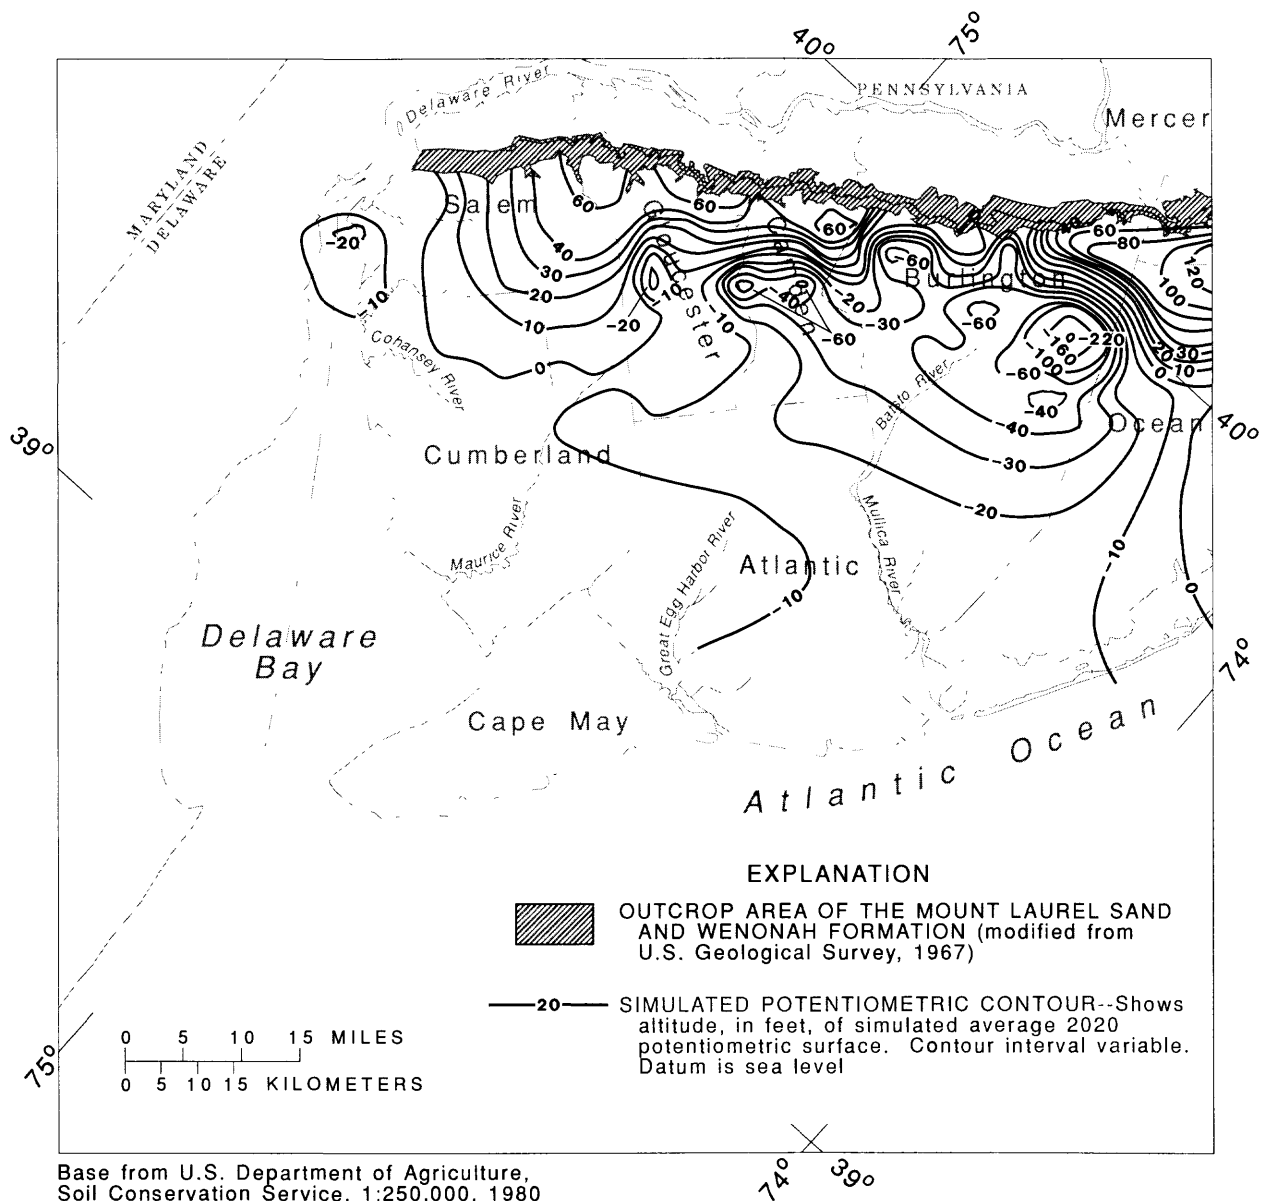 40°
75°
Delaware River
PENNSYLVANIA
Mercer
MARYLAND
DELAWARE
Salem
60
60
60
60
80
120
100
-20
-10
40
30
20
10
0
Gloucester
-10
-20
-10
Camden
-40
-20
-30
-60
-60
Burlington
-60
0
-220
-160
-100
-60
-40
20
30
10
0
Cohansey River
Batsto River
-40
-30
-20
Ocean
40°
39°
Cumberland
Maurice River
Great Egg Harbor River
Mullica River
Atlantic
-10
-10
0
Delaware
Bay
Cape May
74°
Atlantic Ocean
EXPLANATION
OUTCROP AREA OF THE MOUNT LAUREL SAND
AND WENONAH FORMATION (modified from
U.S. Geological Survey, 1967)
20
SIMULATED POTENTIOMETRIC CONTOUR--Shows
altitude, in feet, of simulated average 2020
potentiometric surface. Contour interval variable.
Datum is sea level
0 5 10 15 MILES
0 5 10 15 KILOMETERS
75°
74°
39°
Base from U.S. Department of Agriculture,
Soil Conservation Service, 1:250,000, 1980